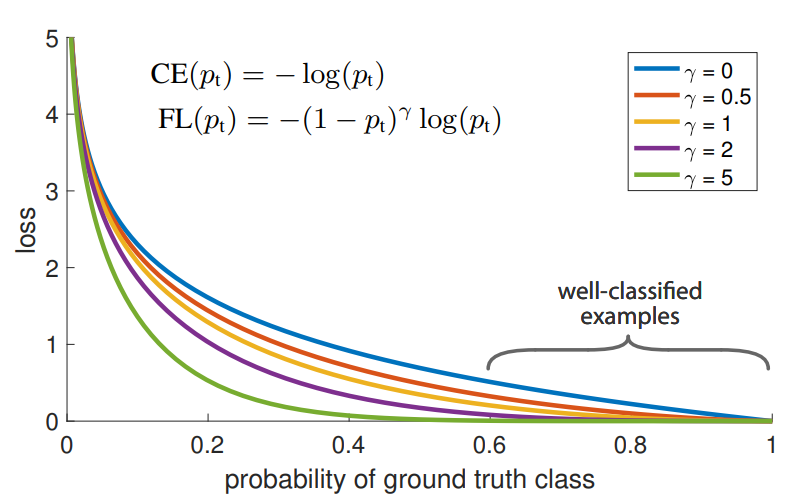 CE(pₜ) = − log(pₜ)
FL(pₜ) = −(1 − pₜ)^γ log(pₜ)
γ = 0
γ = 0.5
γ = 1
γ = 2
γ = 5
well-classified
examples
5
4
3
2
1
0
loss
0 0.2 0.4 0.6 0.8 1
probability of ground truth class